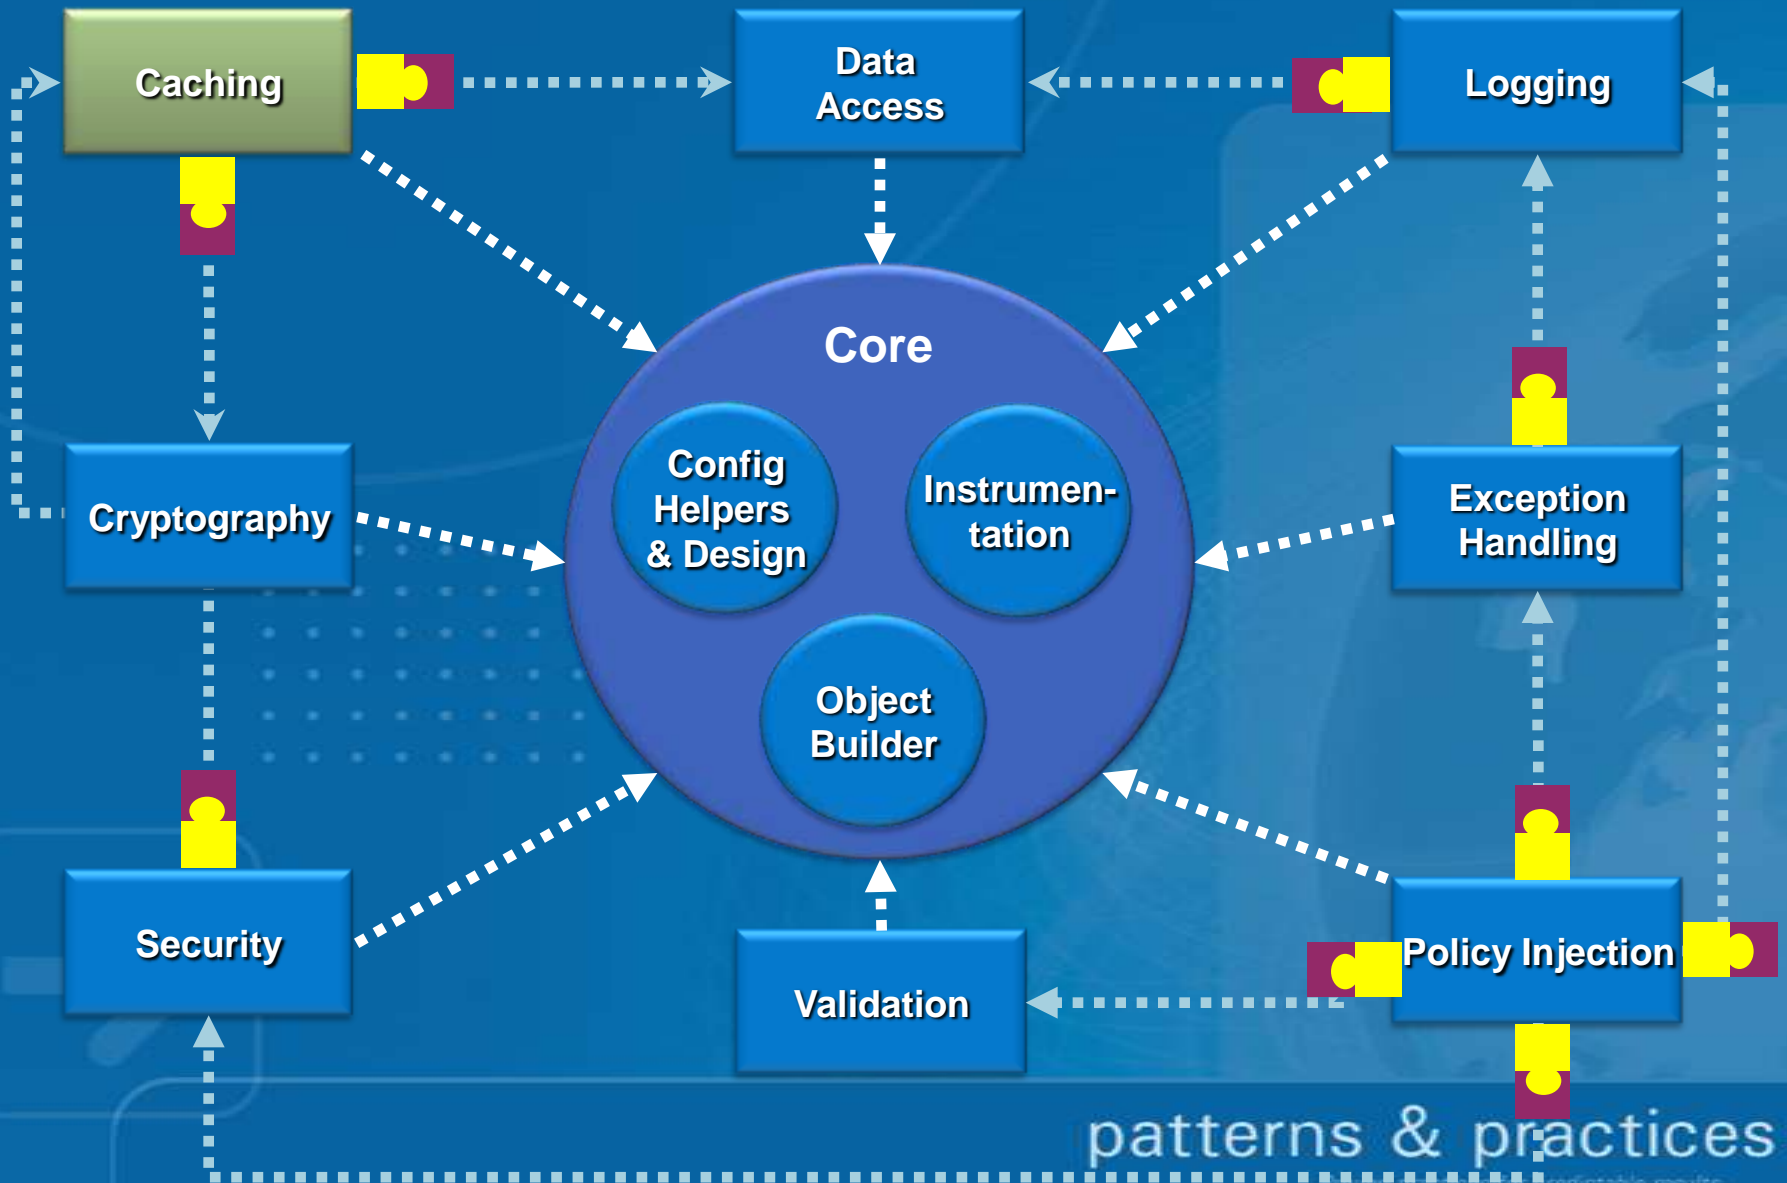 Caching
Data
Access
Logging
Core
Config
Helpers
& Design
Instrumen-
tation
Cryptography
Exception
Handling
Object
Builder
Security
Validation
Policy Injection
patterns & practices